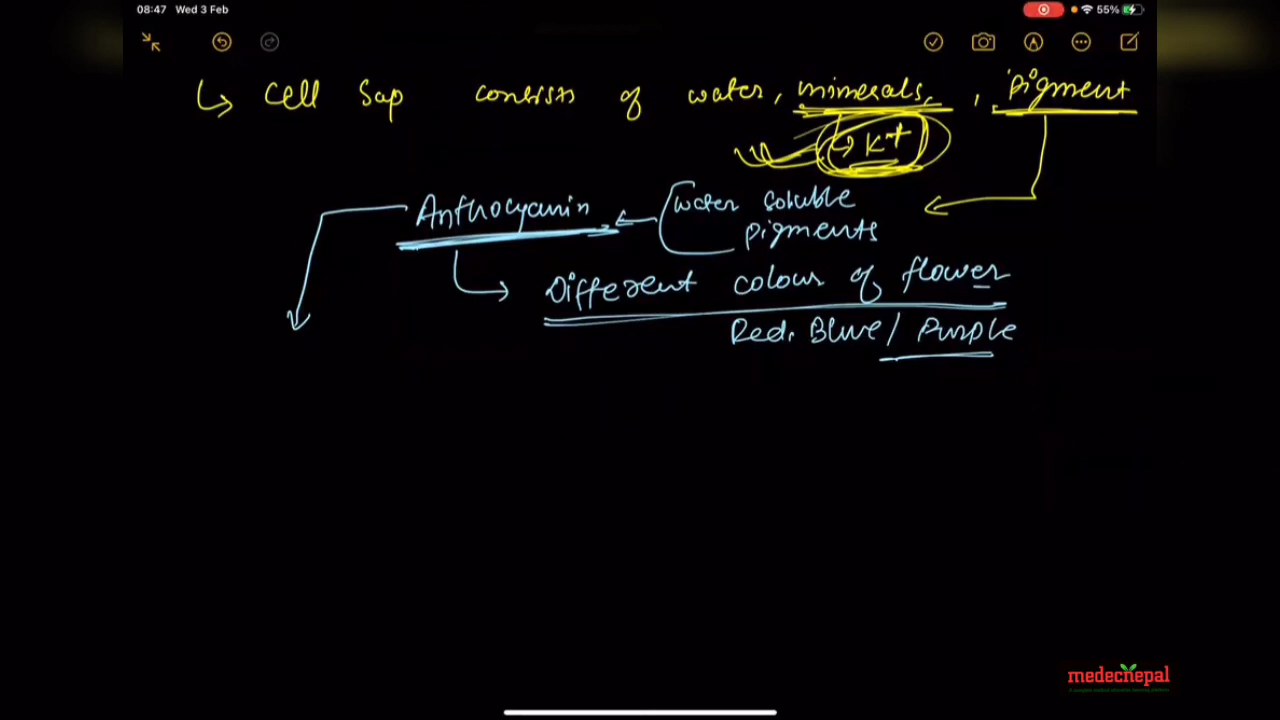 08:47 Wed 3 Feb
55%
↳ Cell Sap consists of water, minerals, , pigment
→ K+
Anthocyanin ← water soluble
pigments
Different colour of flower
Red. Blue / Purple
medecnepal